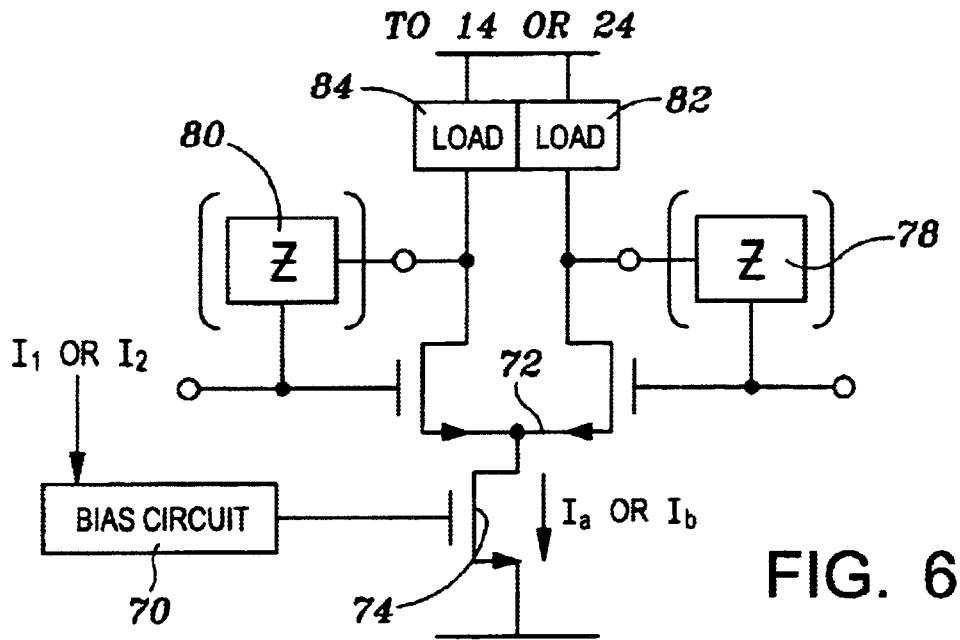 TO 14 OR 24
84
82
LOAD
LOAD
80
Z
Z
78
I1 OR I2
72
BIAS CIRCUIT
Ia OR Ib
70
74
FIG. 6